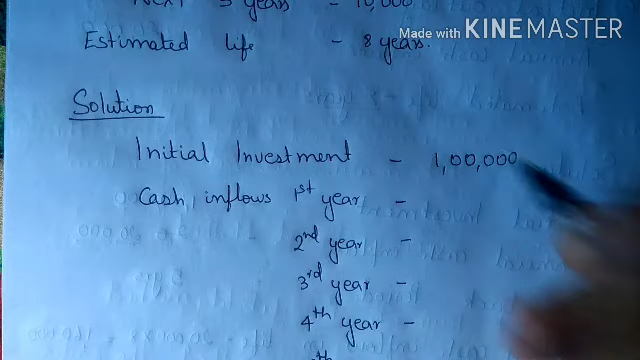 Next 5 years - 10,000
Made with KINEMASTER
Estimated life - 8 years.
Solution
Initial Investment - 1,00,000
Cash inflows 1st year -
2nd year -
3rd year -
4th year -